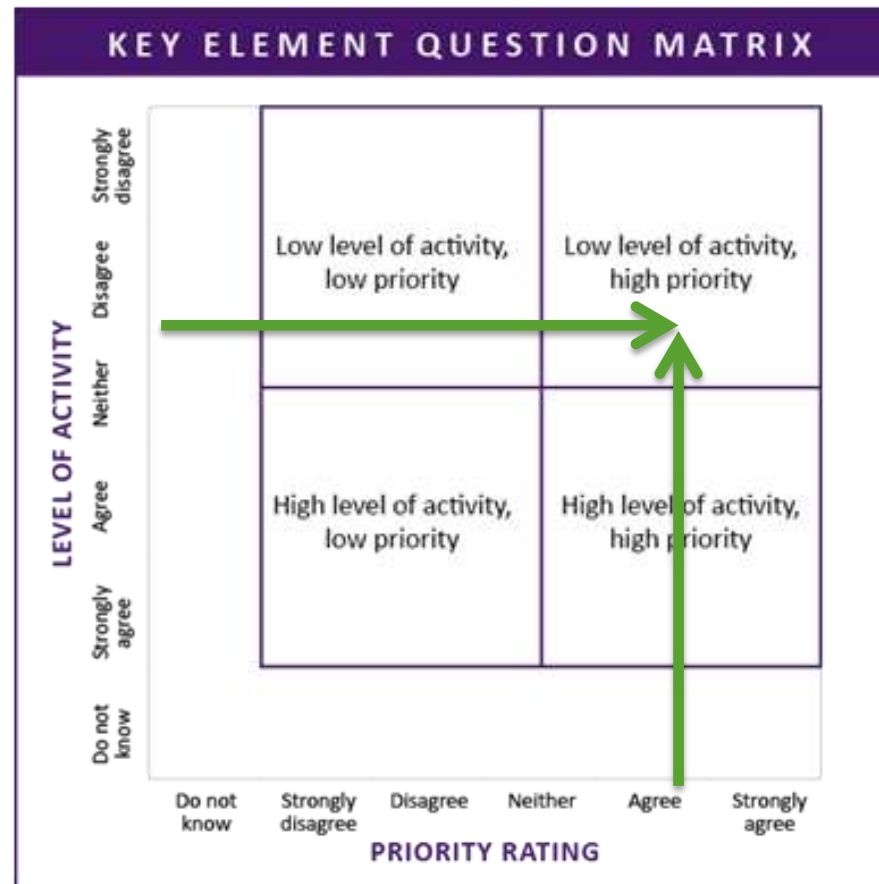 KEY ELEMENT QUESTION MATRIX
Strongly
disagree
Disagree
Neither
Agree
Strongly
agree
Do not
know
LEVEL OF ACTIVITY
Low level of activity,
low priority
Low level of activity,
high priority
High level of activity,
low priority
High level of activity,
high priority
Do not
know
Strongly
disagree
Disagree
Neither
Agree
Strongly
agree
PRIORITY RATING